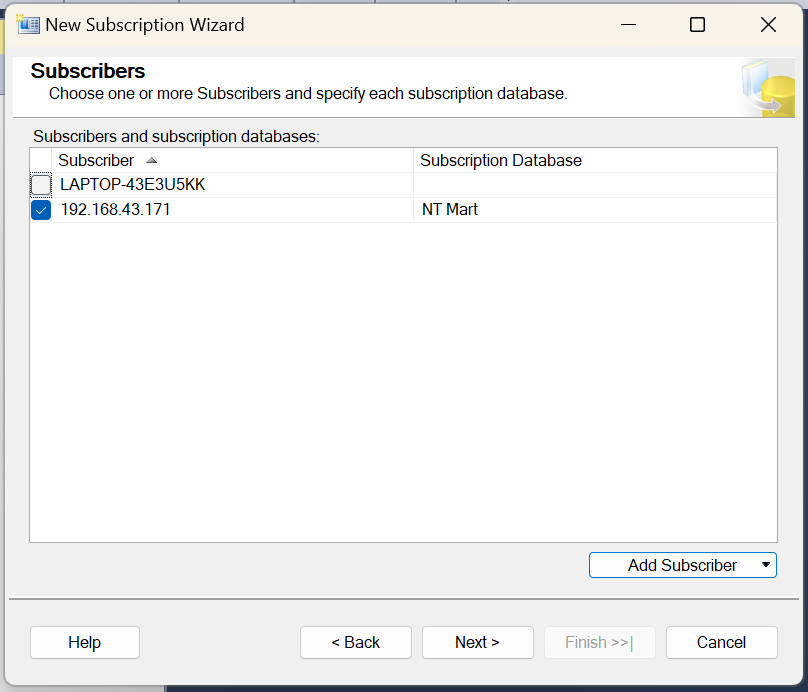 New Subscription Wizard
Subscribers
Choose one or more Subscribers and specify each subscription database.
Subscribers and subscription databases:
Subscriber Subscription Database
LAPTOP-43E3U5KK
192.168.43.171 NT Mart
Add Subscriber
Help < Back Next > Finish >>| Cancel